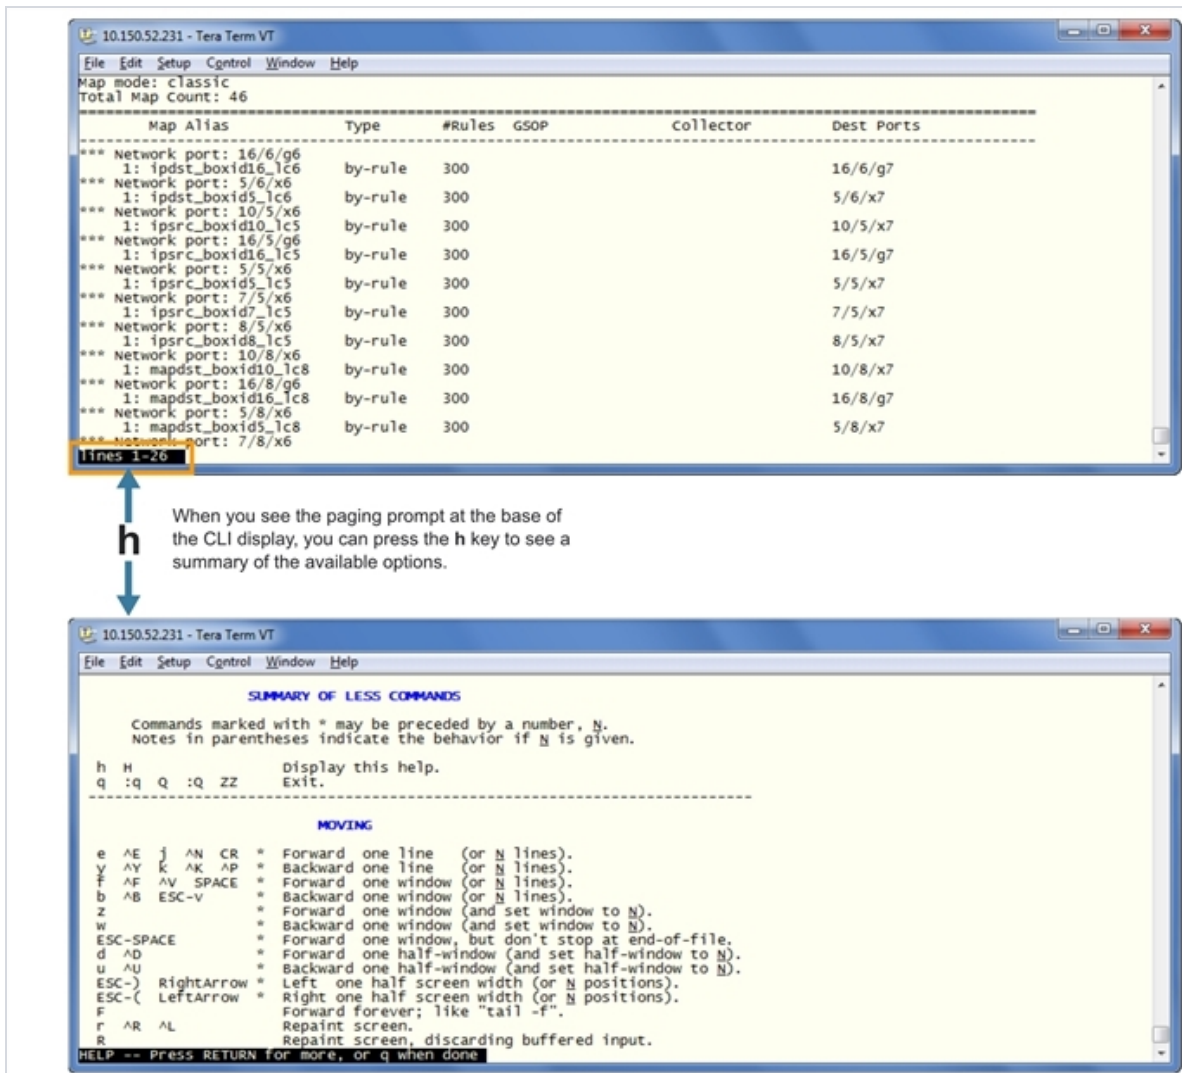 10.150.52.231 - Tera Term VT
File Edit Setup Control Window Help
Map mode: classic
Total Map Count: 46
================================================================================
Map Alias Type #Rules GSOP Collector Dest Ports
--------------------------------------------------------------------------------
*** Network port: 16/6/g6
1: ipdst_boxid16_lc6 by-rule 300 16/6/g7
*** Network port: 5/6/x6
1: ipdst_boxid5_lc6 by-rule 300 5/6/x7
*** Network port: 10/5/x6
1: ipsrc_boxid10_lc5 by-rule 300 10/5/x7
*** Network port: 16/5/g6
1: ipsrc_boxid16_lc5 by-rule 300 16/5/g7
*** Network port: 5/5/x6
1: ipsrc_boxid5_lc5 by-rule 300 5/5/x7
*** Network port: 7/5/x6
1: ipsrc_boxid7_lc5 by-rule 300 7/5/x7
*** Network port: 8/5/x6
1: ipsrc_boxid8_lc5 by-rule 300 8/5/x7
*** Network port: 10/8/x6
1: mapdst_boxid10_lc8 by-rule 300 10/8/x7
*** Network port: 16/8/g6
1: mapdst_boxid16_lc8 by-rule 300 16/8/g7
*** Network port: 5/8/x6
1: mapdst_boxid5_lc8 by-rule 300 5/8/x7
*** Network port: 7/8/x6
lines 1-26
h
When you see the paging prompt at the base of
the CLI display, you can press the h key to see a
summary of the available options.
10.150.52.231 - Tera Term VT
File Edit Setup Control Window Help
SUMMARY OF LESS COMMANDS
Commands marked with * may be preceded by a number, N.
Notes in parentheses indicate the behavior if N is given.
h H Display this help.
q :q Q :Q ZZ Exit.
--------------------------------------------------------------------------------
MOVING
e ^E j ^N CR * Forward one line (or N lines).
y ^Y k ^K ^P * Backward one line (or N lines).
f ^F ^V SPACE * Forward one window (or N lines).
b ^B ESC-v * Backward one window (or N lines).
z * Forward one window (and set window to N).
w * Backward one window (and set window to N).
ESC-SPACE * Forward one window, but don't stop at end-of-file.
d ^D * Forward one half-window (and set half-window to N).
u ^U * Backward one half-window (and set half-window to N).
ESC-) RightArrow * Left one half screen width (or N positions).
ESC-( LeftArrow * Right one half screen width (or N positions).
F Forward forever; like "tail -f".
r ^R ^L Repaint screen.
R Repaint screen, discarding buffered input.
HELP -- Press RETURN for more, or q when done